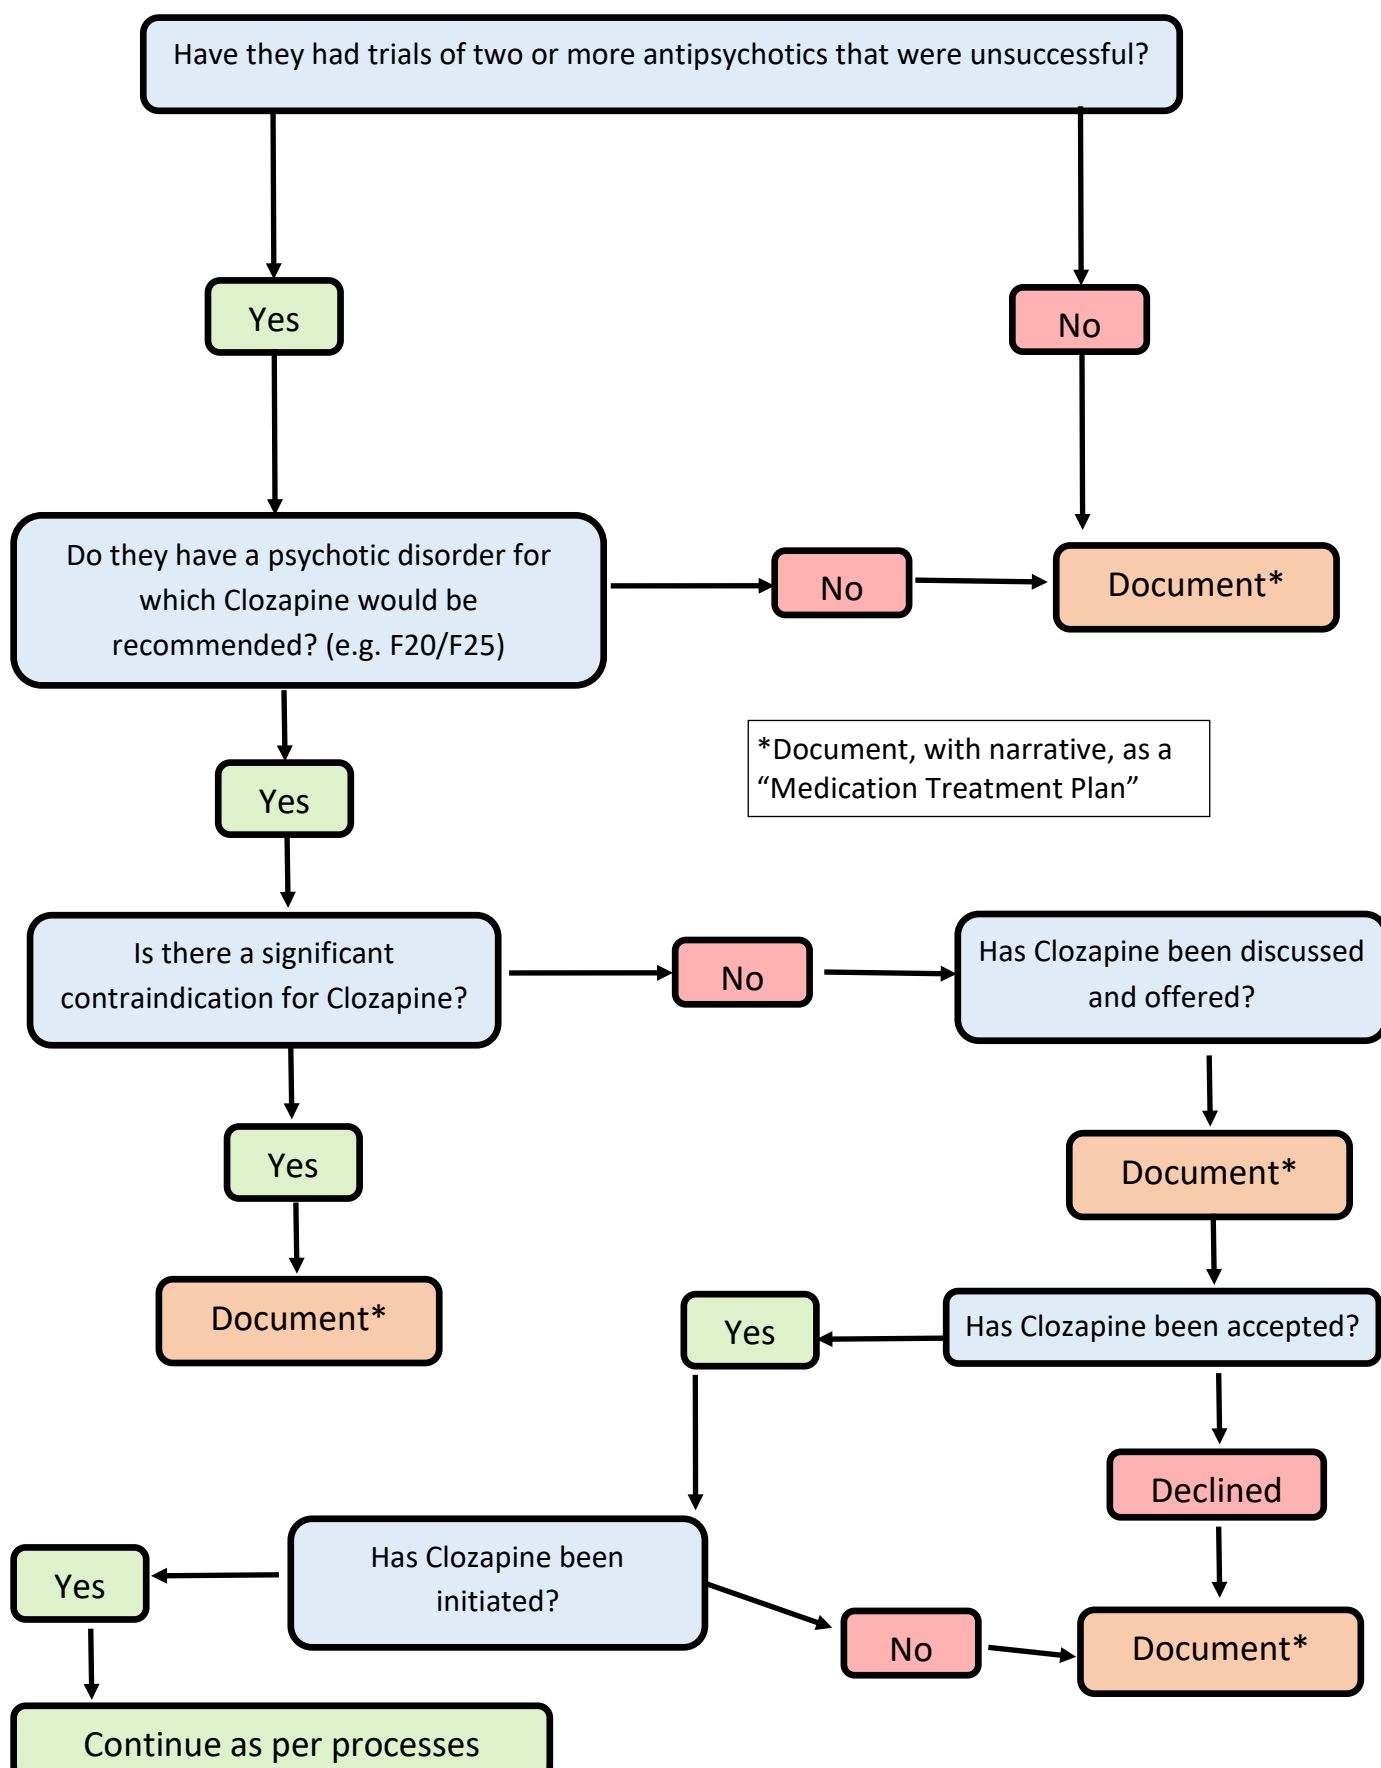 Have they had trials of two or more antipsychotics that were unsuccessful?
Yes
No
Do they have a psychotic disorder for
which Clozapine would be
recommended? (e.g. F20/F25)
No
Document*
*Document, with narrative, as a
“Medication Treatment Plan”
Yes
Is there a significant
contraindication for Clozapine?
No
Has Clozapine been discussed
and offered?
Yes
Document*
Document*
Yes
Has Clozapine been accepted?
Declined
Has Clozapine been
initiated?
Yes
No
Document*
Continue as per processes